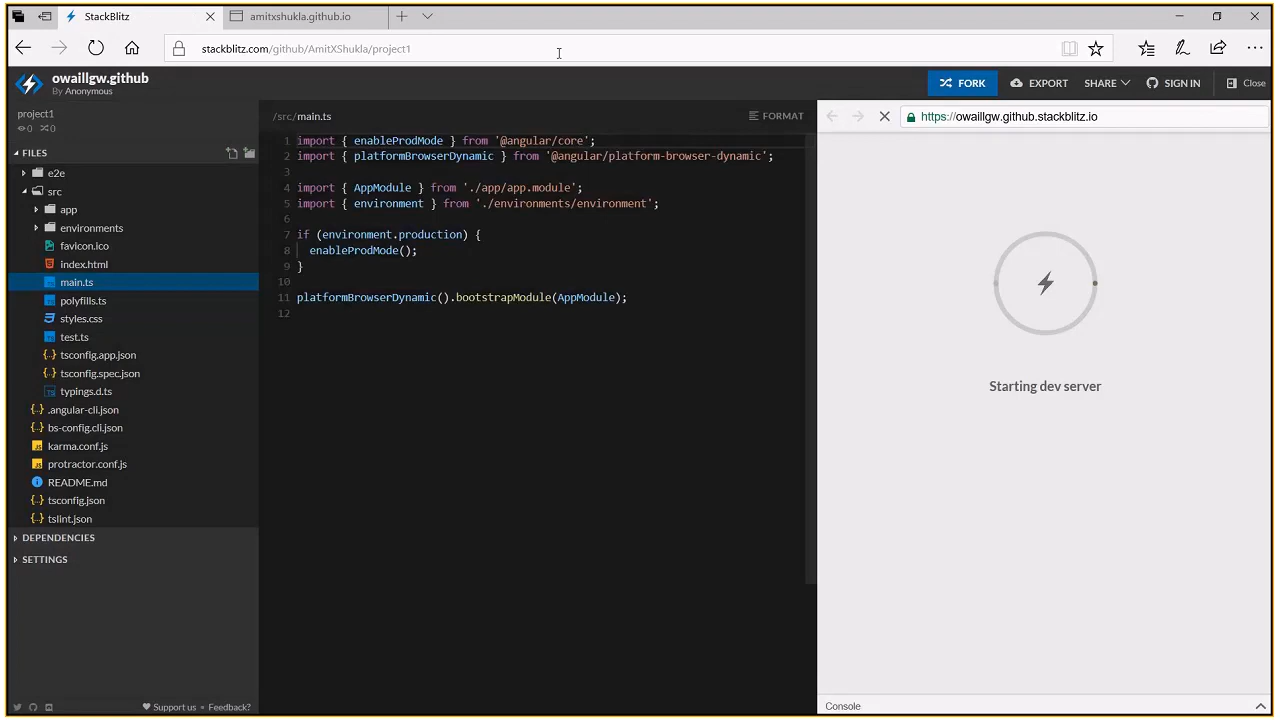 StackBlitz
amitxshukla.github.io
stackblitz.com/github/AmitXShukla/project1
owaillgw.github
By Anonymous
FORK
EXPORT
SHARE
SIGN IN
Close
project1
0 0
FILES
e2e
src
app
environments
favicon.ico
index.html
main.ts
polyfills.ts
styles.css
test.ts
tsconfig.app.json
tsconfig.spec.json
typings.d.ts
.angular-cli.json
bs-config.cli.json
karma.conf.js
protractor.conf.js
README.md
tsconfig.json
tslint.json
DEPENDENCIES
SETTINGS
Support us • Feedback?
/src/main.ts
FORMAT
1 import { enableProdMode } from '@angular/core';
2 import { platformBrowserDynamic } from '@angular/platform-browser-dynamic';
3
4 import { AppModule } from './app/app.module';
5 import { environment } from './environments/environment';
6
7 if (environment.production) {
8 enableProdMode();
9 }
10
11 platformBrowserDynamic().bootstrapModule(AppModule);
12
https://owaillgw.github.stackblitz.io
Starting dev server
Console